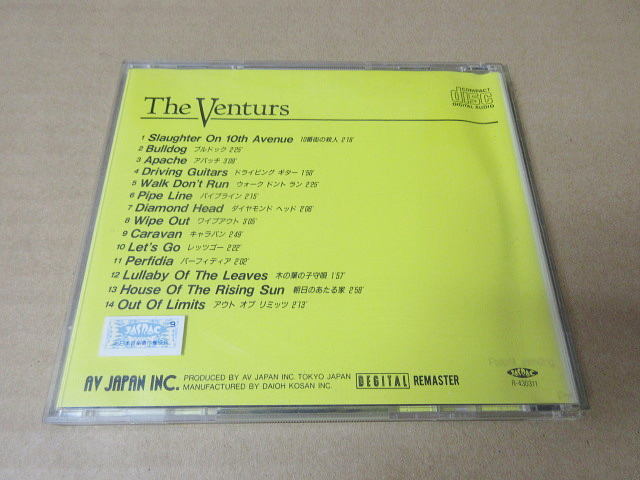 The Venturs
COMPACT
disc
DIGITAL AUDIO
1 Slaughter On 10th Avenue 10番街の殺人 2'18"
2 Bulldog ブルドック 2'25"
3 Apache アパッチ 3'08"
4 Driving Guitars ドライビング ギター 1'50"
5 Walk Don't Run ウォーク ドント ラン 2'25"
6 Pipe Line パイプライン 2'15"
7 Diamond Head ダイヤモンド ヘッド 2'06"
8 Wipe Out ワイプアウト 3'05"
9 Caravan キャラバン 2'49"
10 Let's Go レッツゴー 2'22"
11 Perfidia パーフィディア 2'02"
12 Lullaby Of The Leaves 木の葉の子守唄 1'57"
13 House Of The Rising Sun 朝日のあたる家 2'58"
14 Out Of Limits アウト オブ リミッツ 2'13"
9
JASRAC
AV JAPAN INC.
PRODUCED BY AV JAPAN INC. TOKYO JAPAN
MANUFACTURED BY DAIOH KOSAN INC.
DEGITAL REMASTER
JASRAC
R-430311